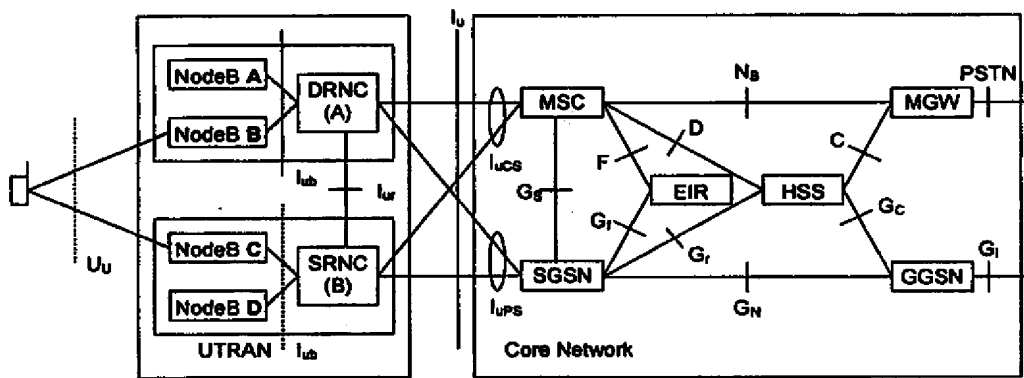 Iu
NodeB A
DRNC
(A)
NodeB B
Iub
Iur
UU
NodeB C
SRNC
(B)
NodeB D
UTRAN
Iub
IuCS
IuPS
MSC
NB
MGW
PSTN
D
C
F
EIR
HSS
GS
Gf
Gr
GC
SGSN
GN
GGSN
GI
Core Network